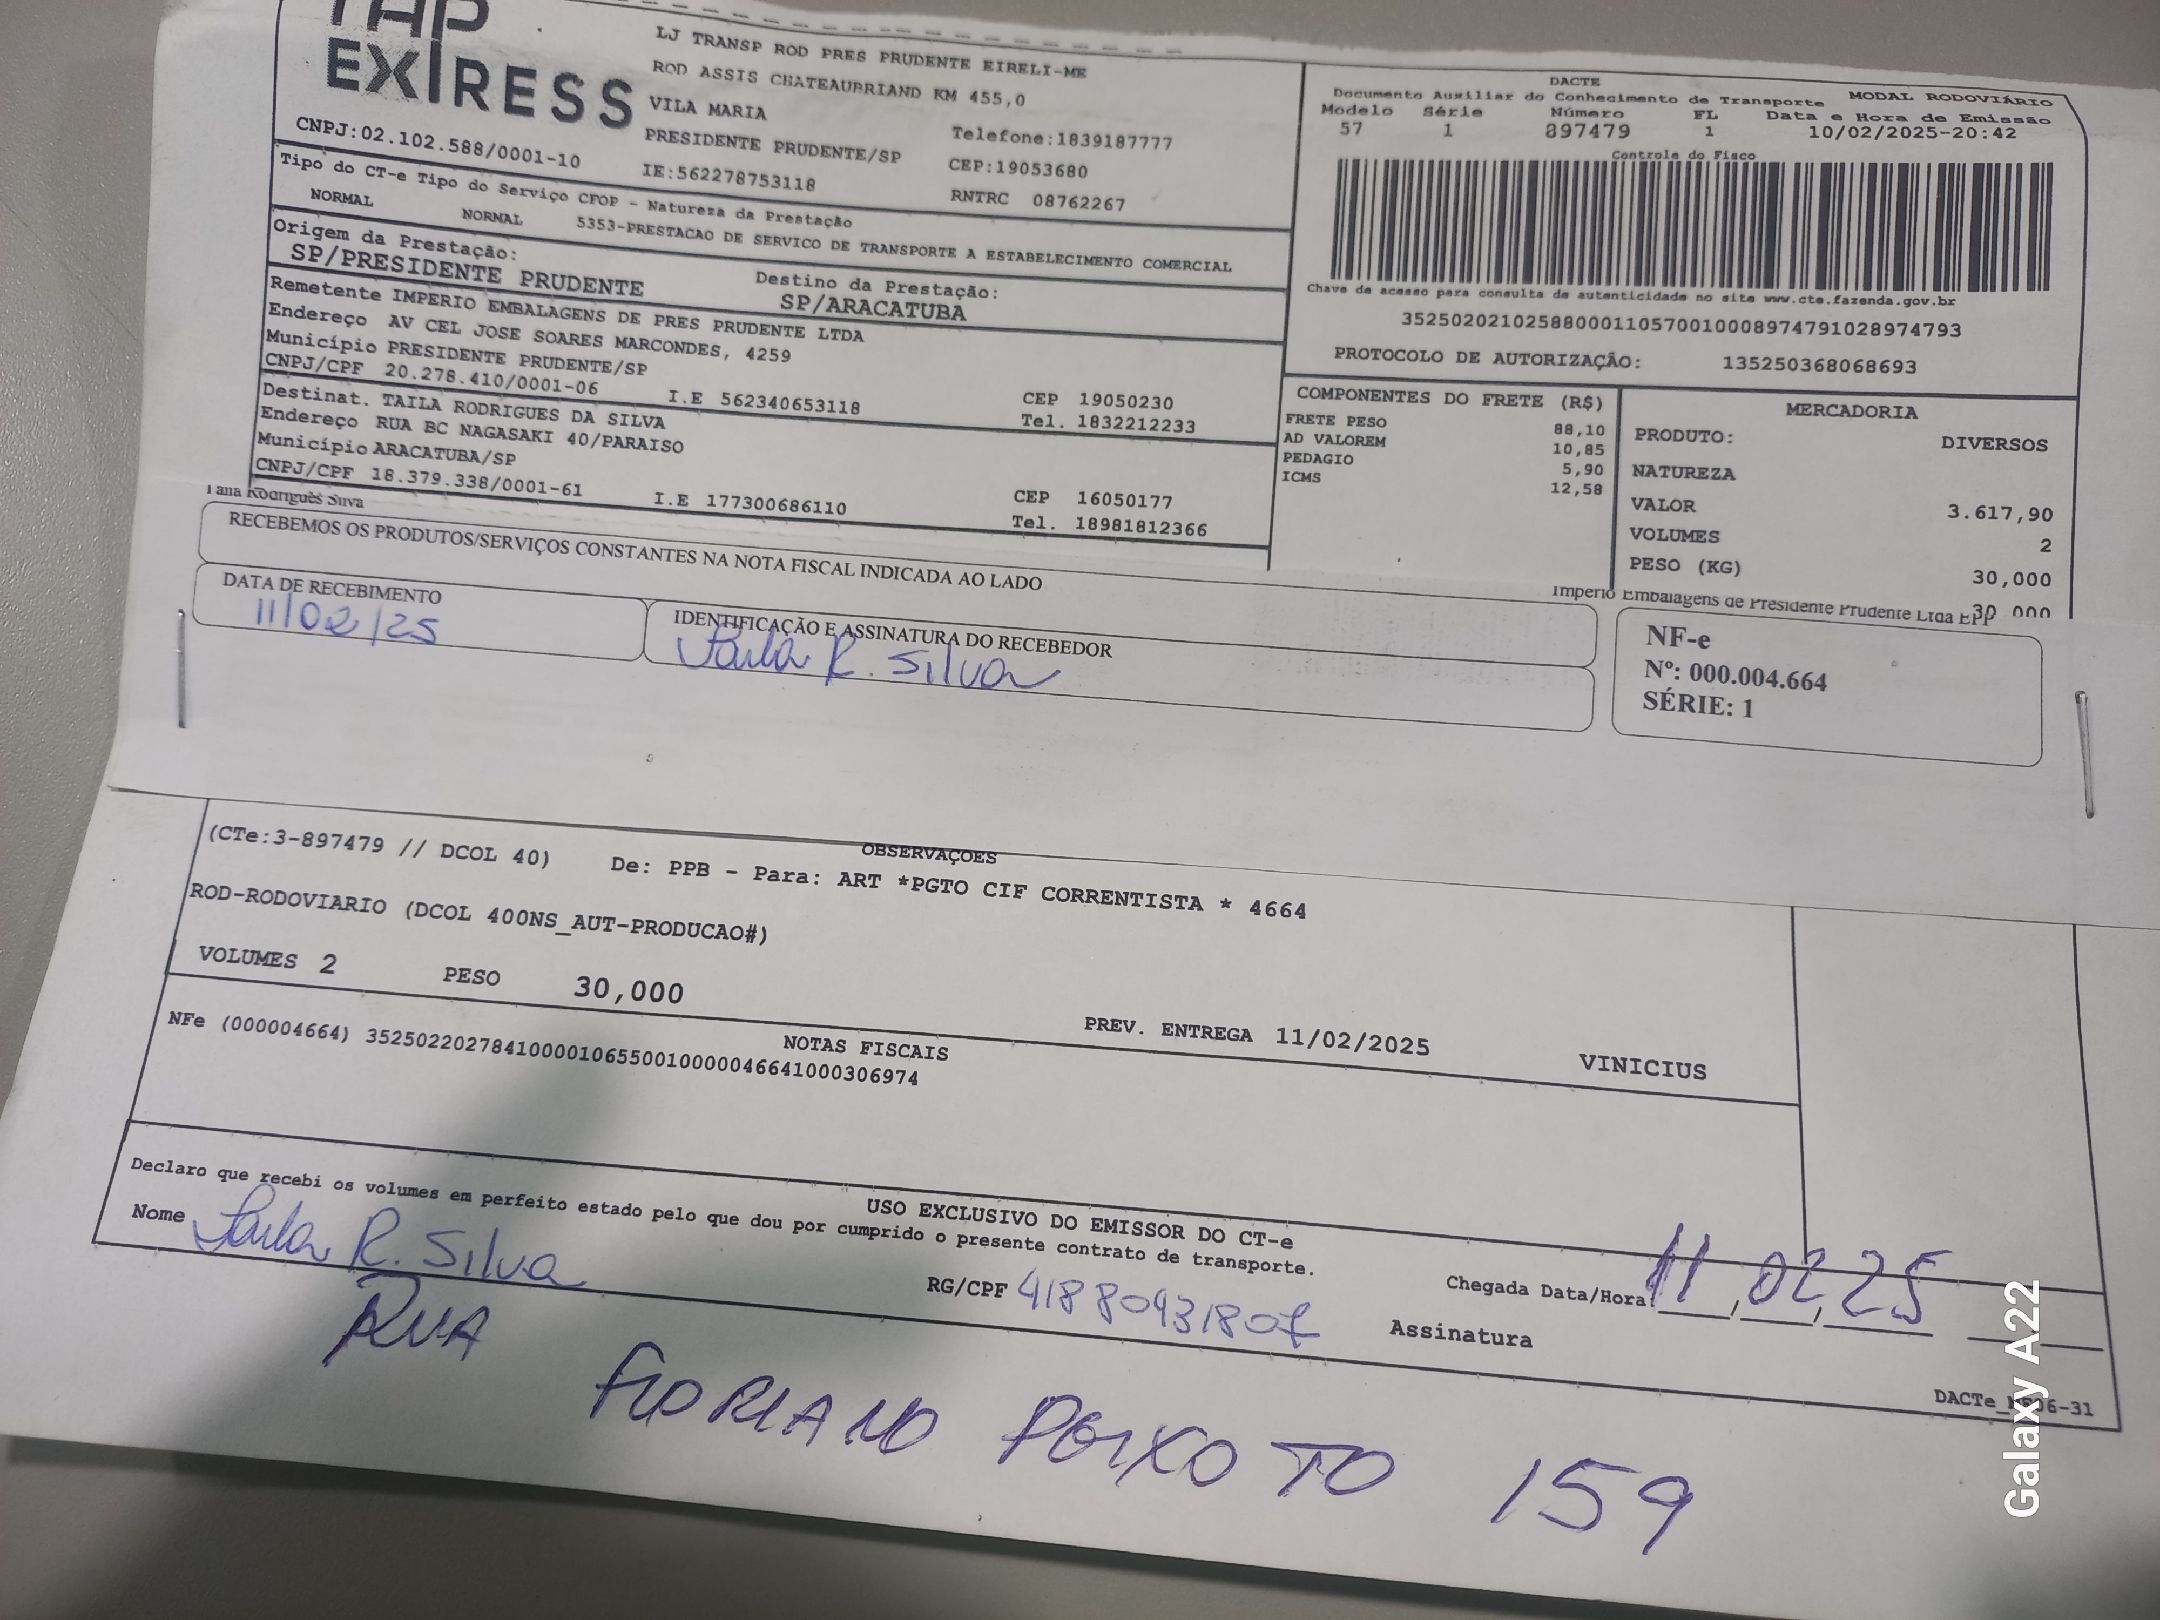 EXPRESS
LJ TRANSP ROD PRES PRUDENTE EIRELI-ME
ROD ASSIS CHATEAUBRIAND KM 455,0
VILA MARIA
PRESIDENTE PRUDENTE/SP
Telefone:1839187777
CNPJ:02.102.588/0001-10
IE:562278753118
CEP:19053680
RNTRC 08762267
DACTE
Documento Auxiliar do Conhecimento de Transporte
MODAL RODOVIÁRIO
Modelo Série Número FL Data e Hora de Emissão
57 1 897479 1 10/02/2025-20:42
Controle do Fisco
Chave de acesso para consulta de autenticidade no site www.cte.fazenda.gov.br
35250202102588000110570010008974791028974793
PROTOCOLO DE AUTORIZAÇÃO: 135250368068693
Tipo do CT-e Tipo do Serviço CFOP - Natureza da Prestação
NORMAL NORMAL 5353-PRESTACAO DE SERVICO DE TRANSPORTE A ESTABELECIMENTO COMERCIAL
Origem da Prestação:
SP/PRESIDENTE PRUDENTE
Destino da Prestação:
SP/ARACATUBA
Remetente IMPERIO EMBALAGENS DE PRES PRUDENTE LTDA
Endereço AV CEL JOSE SOARES MARCONDES, 4259
Município PRESIDENTE PRUDENTE/SP
CEP 19050230
CNPJ/CPF 20.278.410/0001-06 I.E 562340653118 Tel. 1832212233
Destinat. TAILA RODRIGUES DA SILVA
Endereço RUA BC NAGASAKI 40/PARAISO
Município ARACATUBA/SP
CEP 16050177
CNPJ/CPF 18.379.338/0001-61 I.E 177300686110 Tel. 18981812366
COMPONENTES DO FRETE (R$)
FRETE PESO 88,10
AD VALOREM 10,85
PEDAGIO 5,90
ICMS 12,58
MERCADORIA
PRODUTO: DIVERSOS
NATUREZA
VALOR 3.617,90
VOLUMES 2
PESO (KG) 30,000
30,000
Rodrigues Silva
RECEBEMOS OS PRODUTOS/SERVIÇOS CONSTANTES NA NOTA FISCAL INDICADA AO LADO
Imperio Embalagens de Presidente Prudente Ltda EPP
DATA DE RECEBIMENTO
11/02/25
IDENTIFICAÇÃO E ASSINATURA DO RECEBEDOR
R. Silva
NF-e
Nº: 000.004.664
SÉRIE: 1
OBSERVAÇOES
(CTe:3-897479 // DCOL 40) De: PPB - Para: ART *PGTO CIF CORRENTISTA * 4664
ROD-RODOVIARIO (DCOL 400NS_AUT-PRODUCAO#)
VOLUMES 2 PESO 30,000
PREV. ENTREGA 11/02/2025 VINICIUS
NOTAS FISCAIS
NFe (000004664) 35250220278410000106550010000046641000306974
USO EXCLUSIVO DO EMISSOR DO CT-e
Declaro que recebi os volumes em perfeito estado pelo que dou por cumprido o presente contrato de transporte.
Nome R. Silva
RG/CPF 41880931807
Chegada Data/Hora: 11,02,25
Assinatura
RUA FLORIANO PEIXOTO 159
Galaxy A22